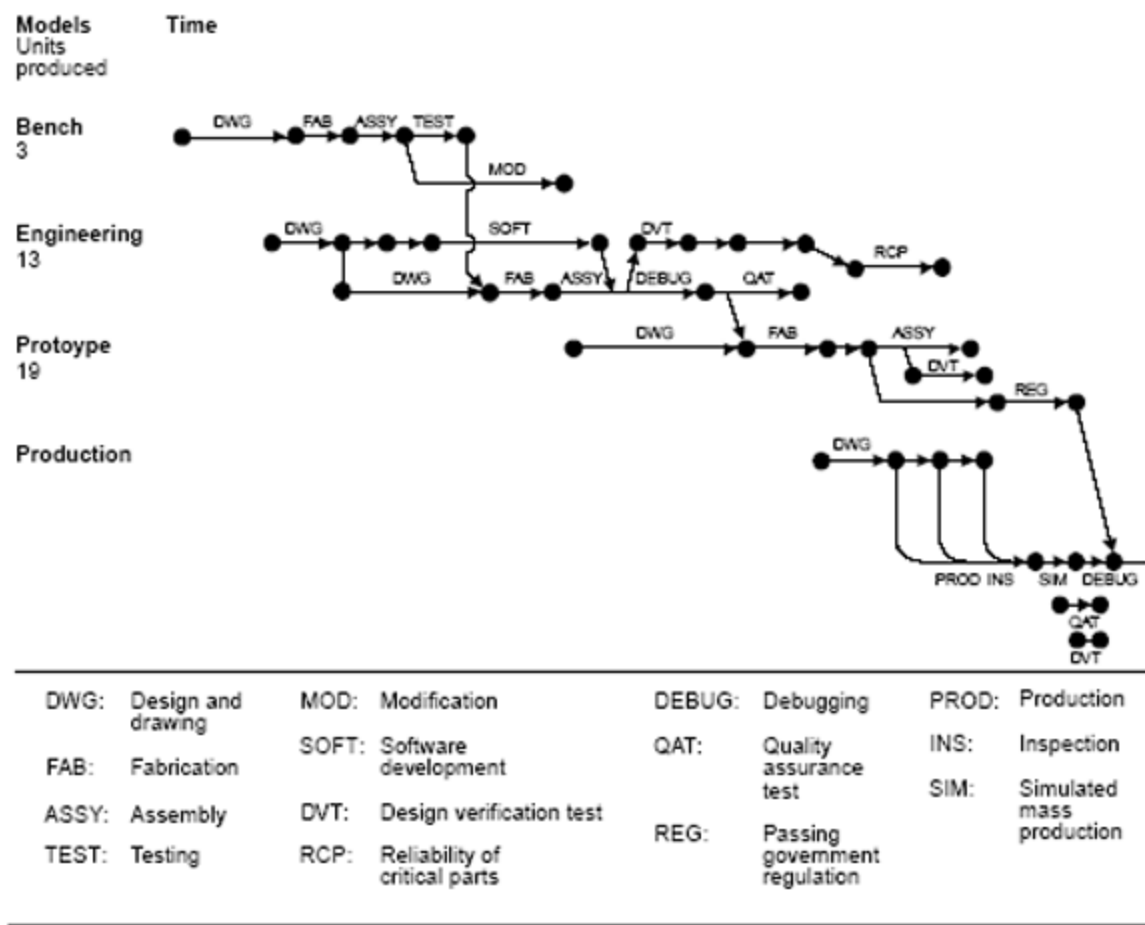 Models Time
Units
produced
DWG FAB ASSY TEST
Bench
3
MOD
DWG SOFT DVT
Engineering
13
RCP
DWG FAB ASSY DEBUG QAT
DWG FAB ASSY
Protoype
19
DVT
REG
DWG
Production
PROD INS SIM DEBUG
QAT
DVT
DWG: Design and
drawing
FAB: Fabrication
ASSY: Assembly
TEST: Testing
MOD: Modification
SOFT: Software
development
DVT: Design verification test
RCP: Reliability of
critical parts
DEBUG: Debugging
QAT: Quality
assurance
test
REG: Passing
government
regulation
PROD: Production
INS: Inspection
SIM: Simulated
mass
production